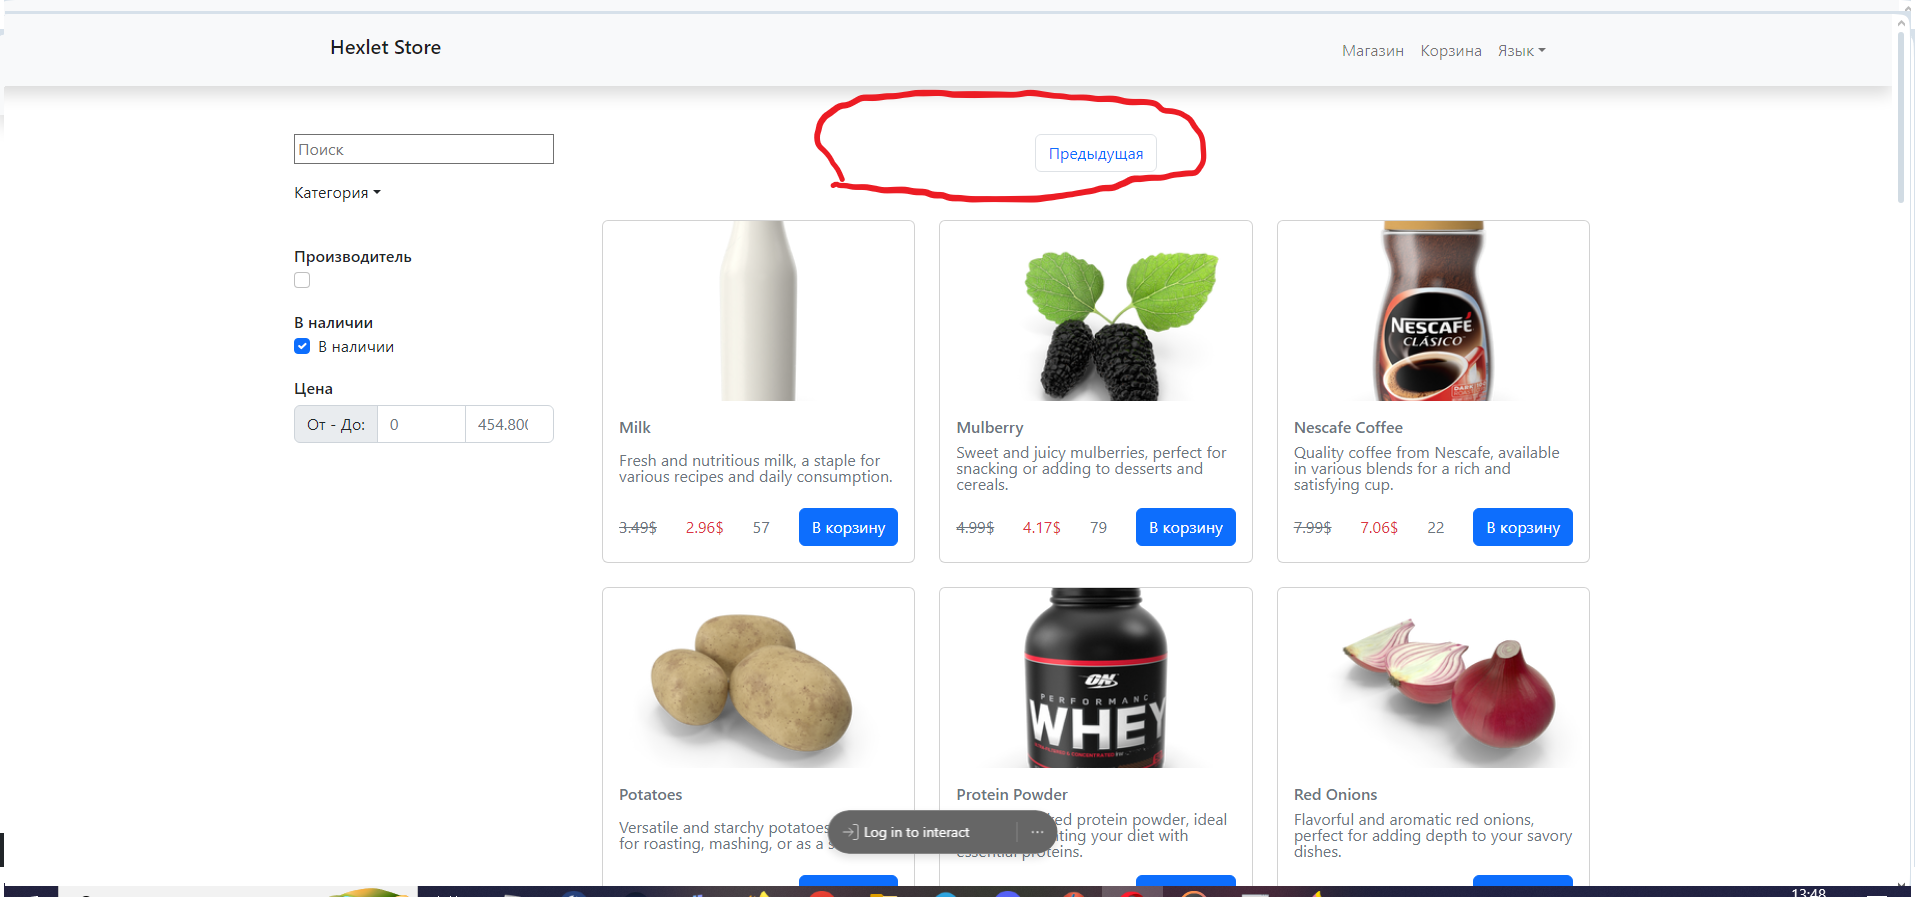 Hexlet Store
Магазин Корзина Язык
Поиск
Предыдущая
Категория
Производитель
В наличии
В наличии
Цена
От - До: 0 454.80
NESCAFÉ
CLÁSICO
Milk
Fresh and nutritious milk, a staple for
various recipes and daily consumption.
3.49$ 2.96$ 57 В корзину
Mulberry
Sweet and juicy mulberries, perfect for
snacking or adding to desserts and
cereals.
4.99$ 4.17$ 79 В корзину
Nescafe Coffee
Quality coffee from Nescafe, available
in various blends for a rich and
satisfying cup.
7.99$ 7.06$ 22 В корзину
ON
PERFORMANC
WHEY
Potatoes
Versatile and starchy potatoes
for roasting, mashing, or as a s
Protein Powder
ked protein powder, ideal
ting your diet with
essential proteins.
Red Onions
Flavorful and aromatic red onions,
perfect for adding depth to your savory
dishes.
Log in to interact
13:48